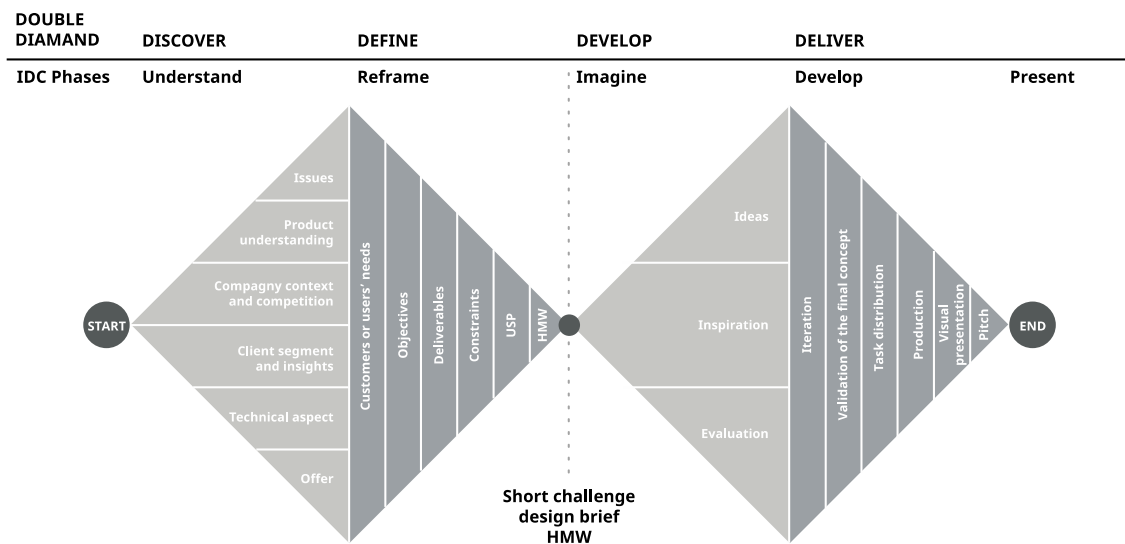 DOUBLE
DIAMAND
DISCOVER
DEFINE
DEVELOP
DELIVER
IDC Phases
Understand
Reframe
Imagine
Develop
Present
START
Issues
Product
understanding
Compagny context
and competition
Client segment
and insights
Technical aspect
Offer
Customers or users' needs
Objectives
Deliverables
Constraints
USP
HMW
Short challenge
design brief
HMW
Ideas
Inspiration
Evaluation
Iteration
Validation of the final concept
Task distribution
Production
Visual
presentation
Pitch
END